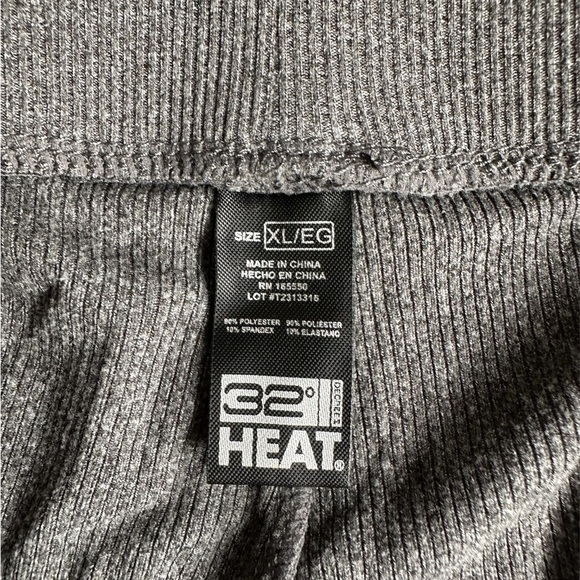 SIZE XL/EG
MADE IN CHINA
HECHO EN CHINA
RN 165550
LOT #T2313316
90% POLYESTER 90% POLIÉSTER
10% SPANDEX 10% ELASTANO
32° DEGREES
HEAT®